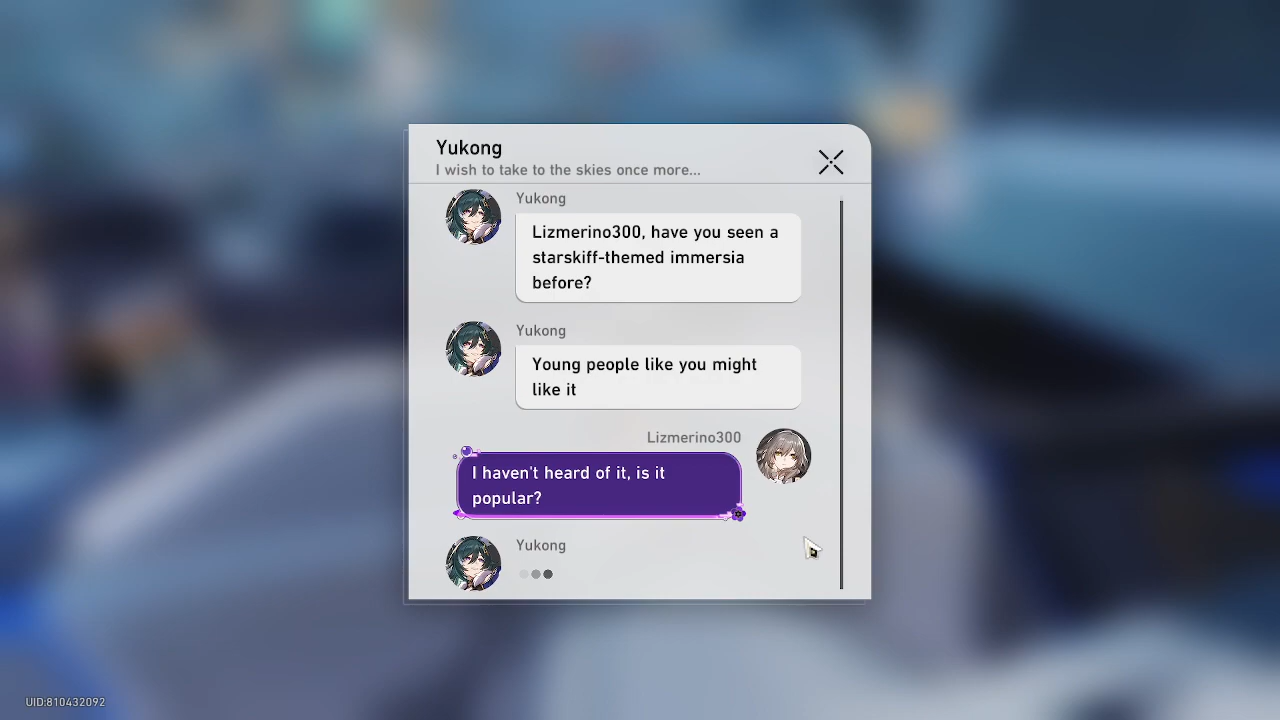 Yukong
I wish to take to the skies once more...
Yukong
Lizmerino300, have you seen a
starskiff-themed immersia
before?
Yukong
Young people like you might
like it
Lizmerino300
I haven't heard of it, is it
popular?
Yukong
UID:810432092